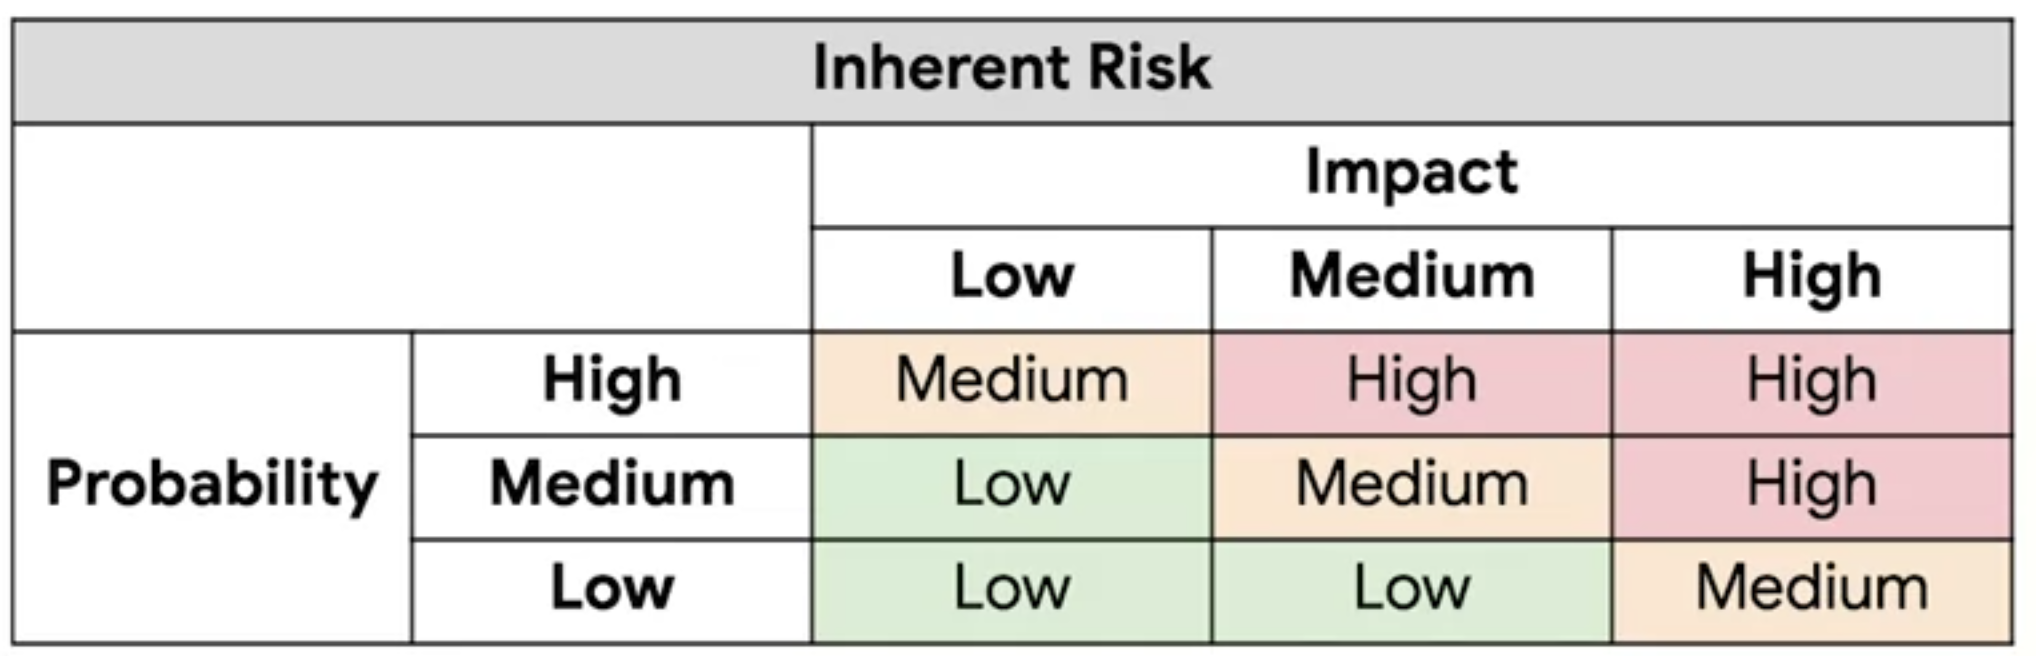 Inherent Risk
Impact
Low Medium High
High Medium High High
Probability Medium Low Medium High
Low Low Low Medium